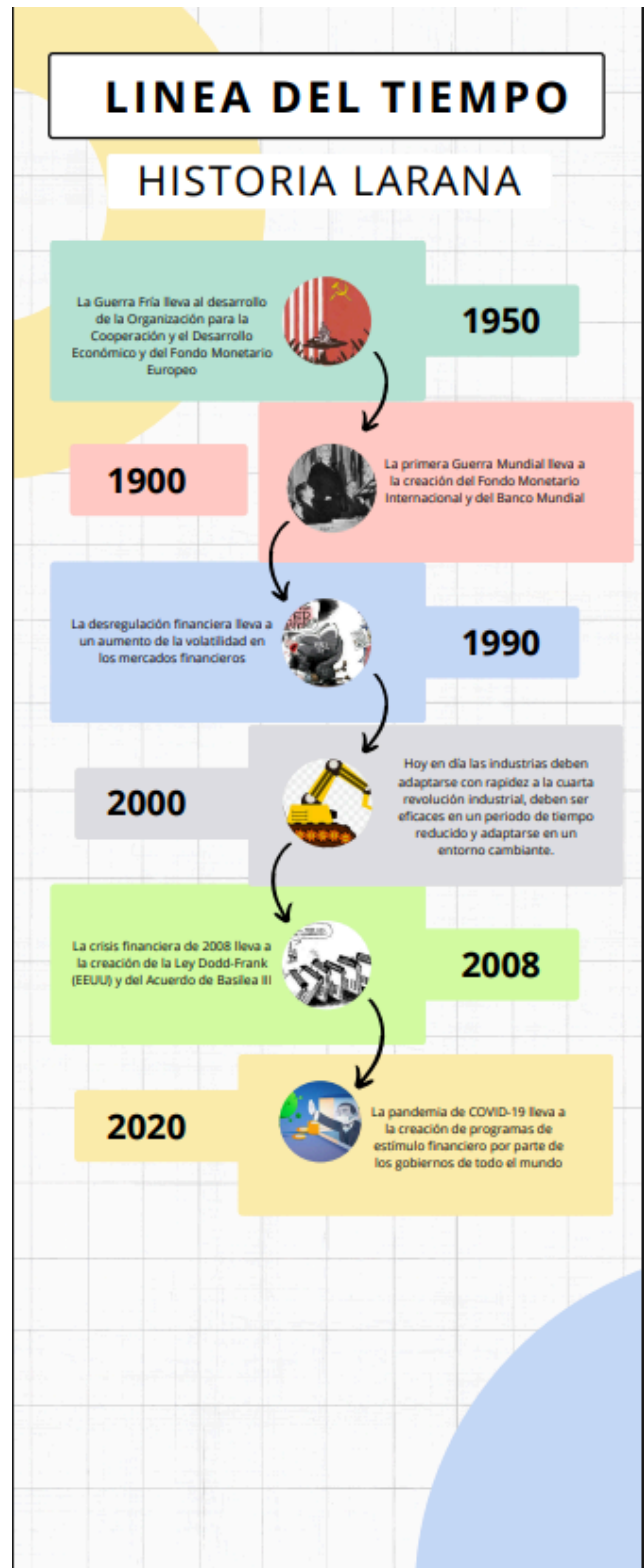 LINEA DEL TIEMPO
HISTORIA LARANA
La Guerra Fría lleva al desarrollo
de la Organización para la
Cooperación y el Desarrollo
Económico y del Fondo Monetario
Europeo
1950
1900
La primera Guerra Mundial lleva a
la creación del Fondo Monetario
Internacional y del Banco Mundial
La desregulación financiera lleva a
un aumento de la volatilidad en
los mercados financieros
1990
2000
Hoy en día las industrias deben
adaptarse con rapidez a la cuarta
revolución industrial, deben ser
eficaces en un periodo de tiempo
reducido y adaptarse en un
entorno cambiante.
La crisis financiera de 2008 lleva a
la creación de la Ley Dodd-Frank
(EEUU) y del Acuerdo de Basilea III
2008
2020
La pandemia de COVID-19 lleva a
la creación de programas de
estímulo financiero por parte de
los gobiernos de todo el mundo